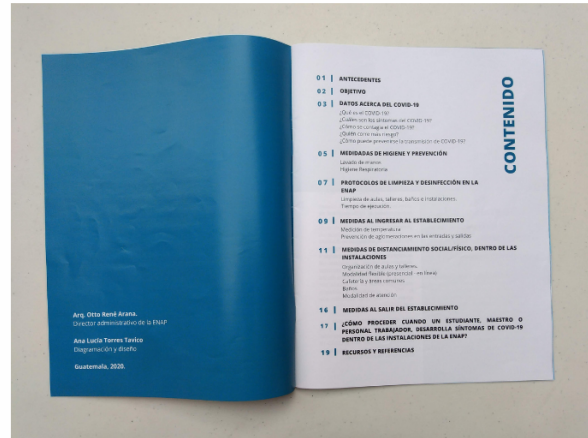 Arq. Otto René Arana.
Director administrativo de la ENAP
Ana Lucía Torres Tavico
Diagramación y diseño
Guatemala, 2020.
CONTENIDO
01 | ANTECEDENTES
02 | OBJETIVO
03 | DATOS ACERCA DEL COVID-19
¿Qué es el COVID-19?
¿Cuáles son los síntomas del COVID-19?
¿Cómo se contagia el COVID-19?
¿Quién corre más riesgo?
¿Cómo puede prevenirse la transmisión de COVID-19?
05 | MEDIDADAS DE HIGIENE Y PREVENCIÓN
Lavado de manos
Higiene Respiratoria
07 | PROTOCOLOS DE LIMPIEZA Y DESINFECCIÓN EN LA
ENAP
Limpieza de aulas, talleres, baños e instalaciones.
Tiempo de ejecución.
09 | MEDIDAS AL INGRESAR AL ESTABLECIMIENTO
Medición de temperatura
Prevención de aglomeraciones en las entradas y salidas
11 | MEDIDAS DE DISTANCIAMIENTO SOCIAL/FÍSICO, DENTRO DE LAS
INSTALACIONES
Organización de aulas y talleres.
Modalidad flexible (presencial - en línea)
Cafetería y áreas comunes
Baños
Modalidad de atención
16 | MEDIDAS AL SALIR DEL ESTABLECIMIENTO
17 | ¿CÓMO PROCEDER CUANDO UN ESTUDIANTE, MAESTRO O
PERSONAL TRABAJADOR, DESARROLLA SÍNTOMAS DE COVID-19
DENTRO DE LAS INSTALACIONES DE LA ENAP?
19 | RECURSOS Y REFERENCIAS